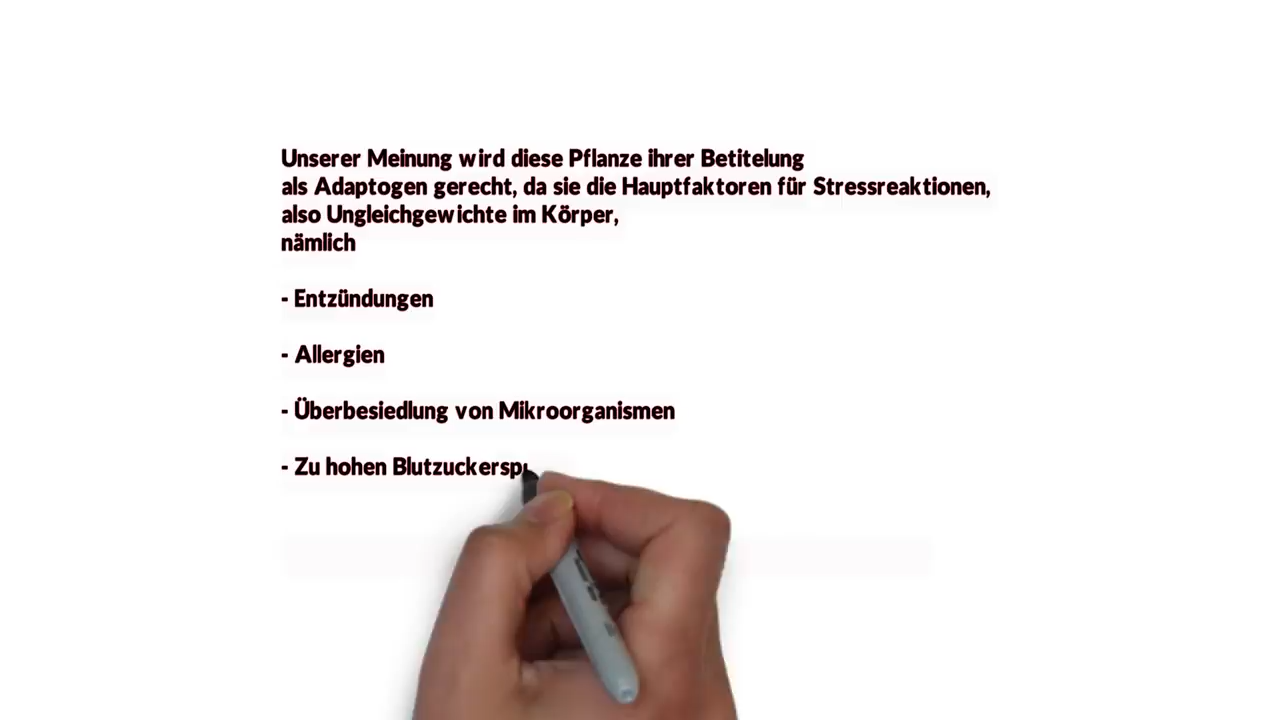 Unserer Meinung wird diese Pflanze ihrer Betitelung
als Adaptogen gerecht, da sie die Hauptfaktoren für Stressreaktionen,
also Ungleichgewichte im Körper,
nämlich
- Entzündungen
- Allergien
- Überbesiedlung von Mikroorganismen
- Zu hohen